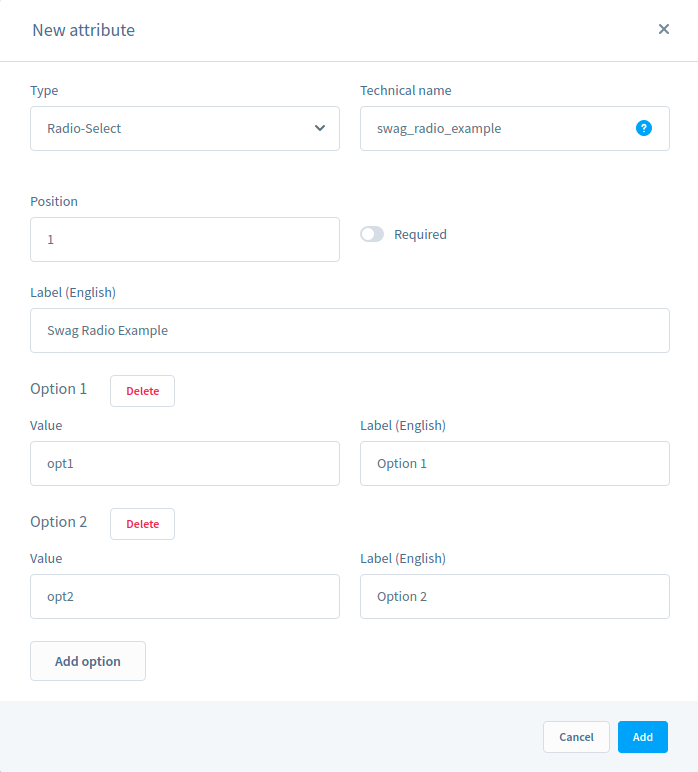 New attribute
Type
Technical name
Radio-Select
swag_radio_example
?
Position
1
Required
Label (English)
Swag Radio Example
Option 1
Delete
Value
Label (English)
opt1
Option 1
Option 2
Delete
Value
Label (English)
opt2
Option 2
Add option
Cancel
Add